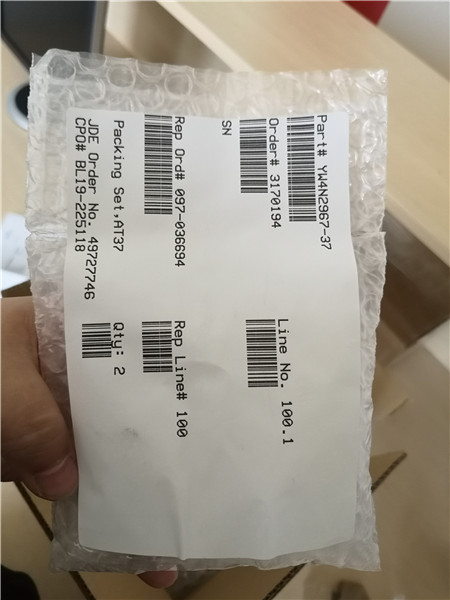 Part# YW4N2967-37
Order# 3170194
Line No. 100.1
SN
Rep Ord# 097-036694
Rep Line# 100
Packing Set,AT37
Qty: 2
JDE Order No. 49727746
CPO# BL19-225118